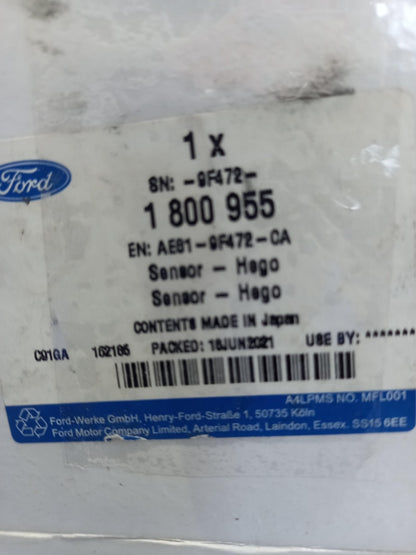 1 x
SN: -9F472-
Ford
1 800 955
EN: AE81-9F472-CA
Sensor - Hego
Sensor - Hego
CONTENTS MADE IN Japan
C01GA 162185 PACKED: 16JUN2021 USE BY: *******
A4LPMS NO. MFL001
Ford-Werke GmbH, Henry-Ford-Straße 1, 50735 Köln
Ford Motor Company Limited, Arterial Road, Laindon, Essex. SS15 6EE